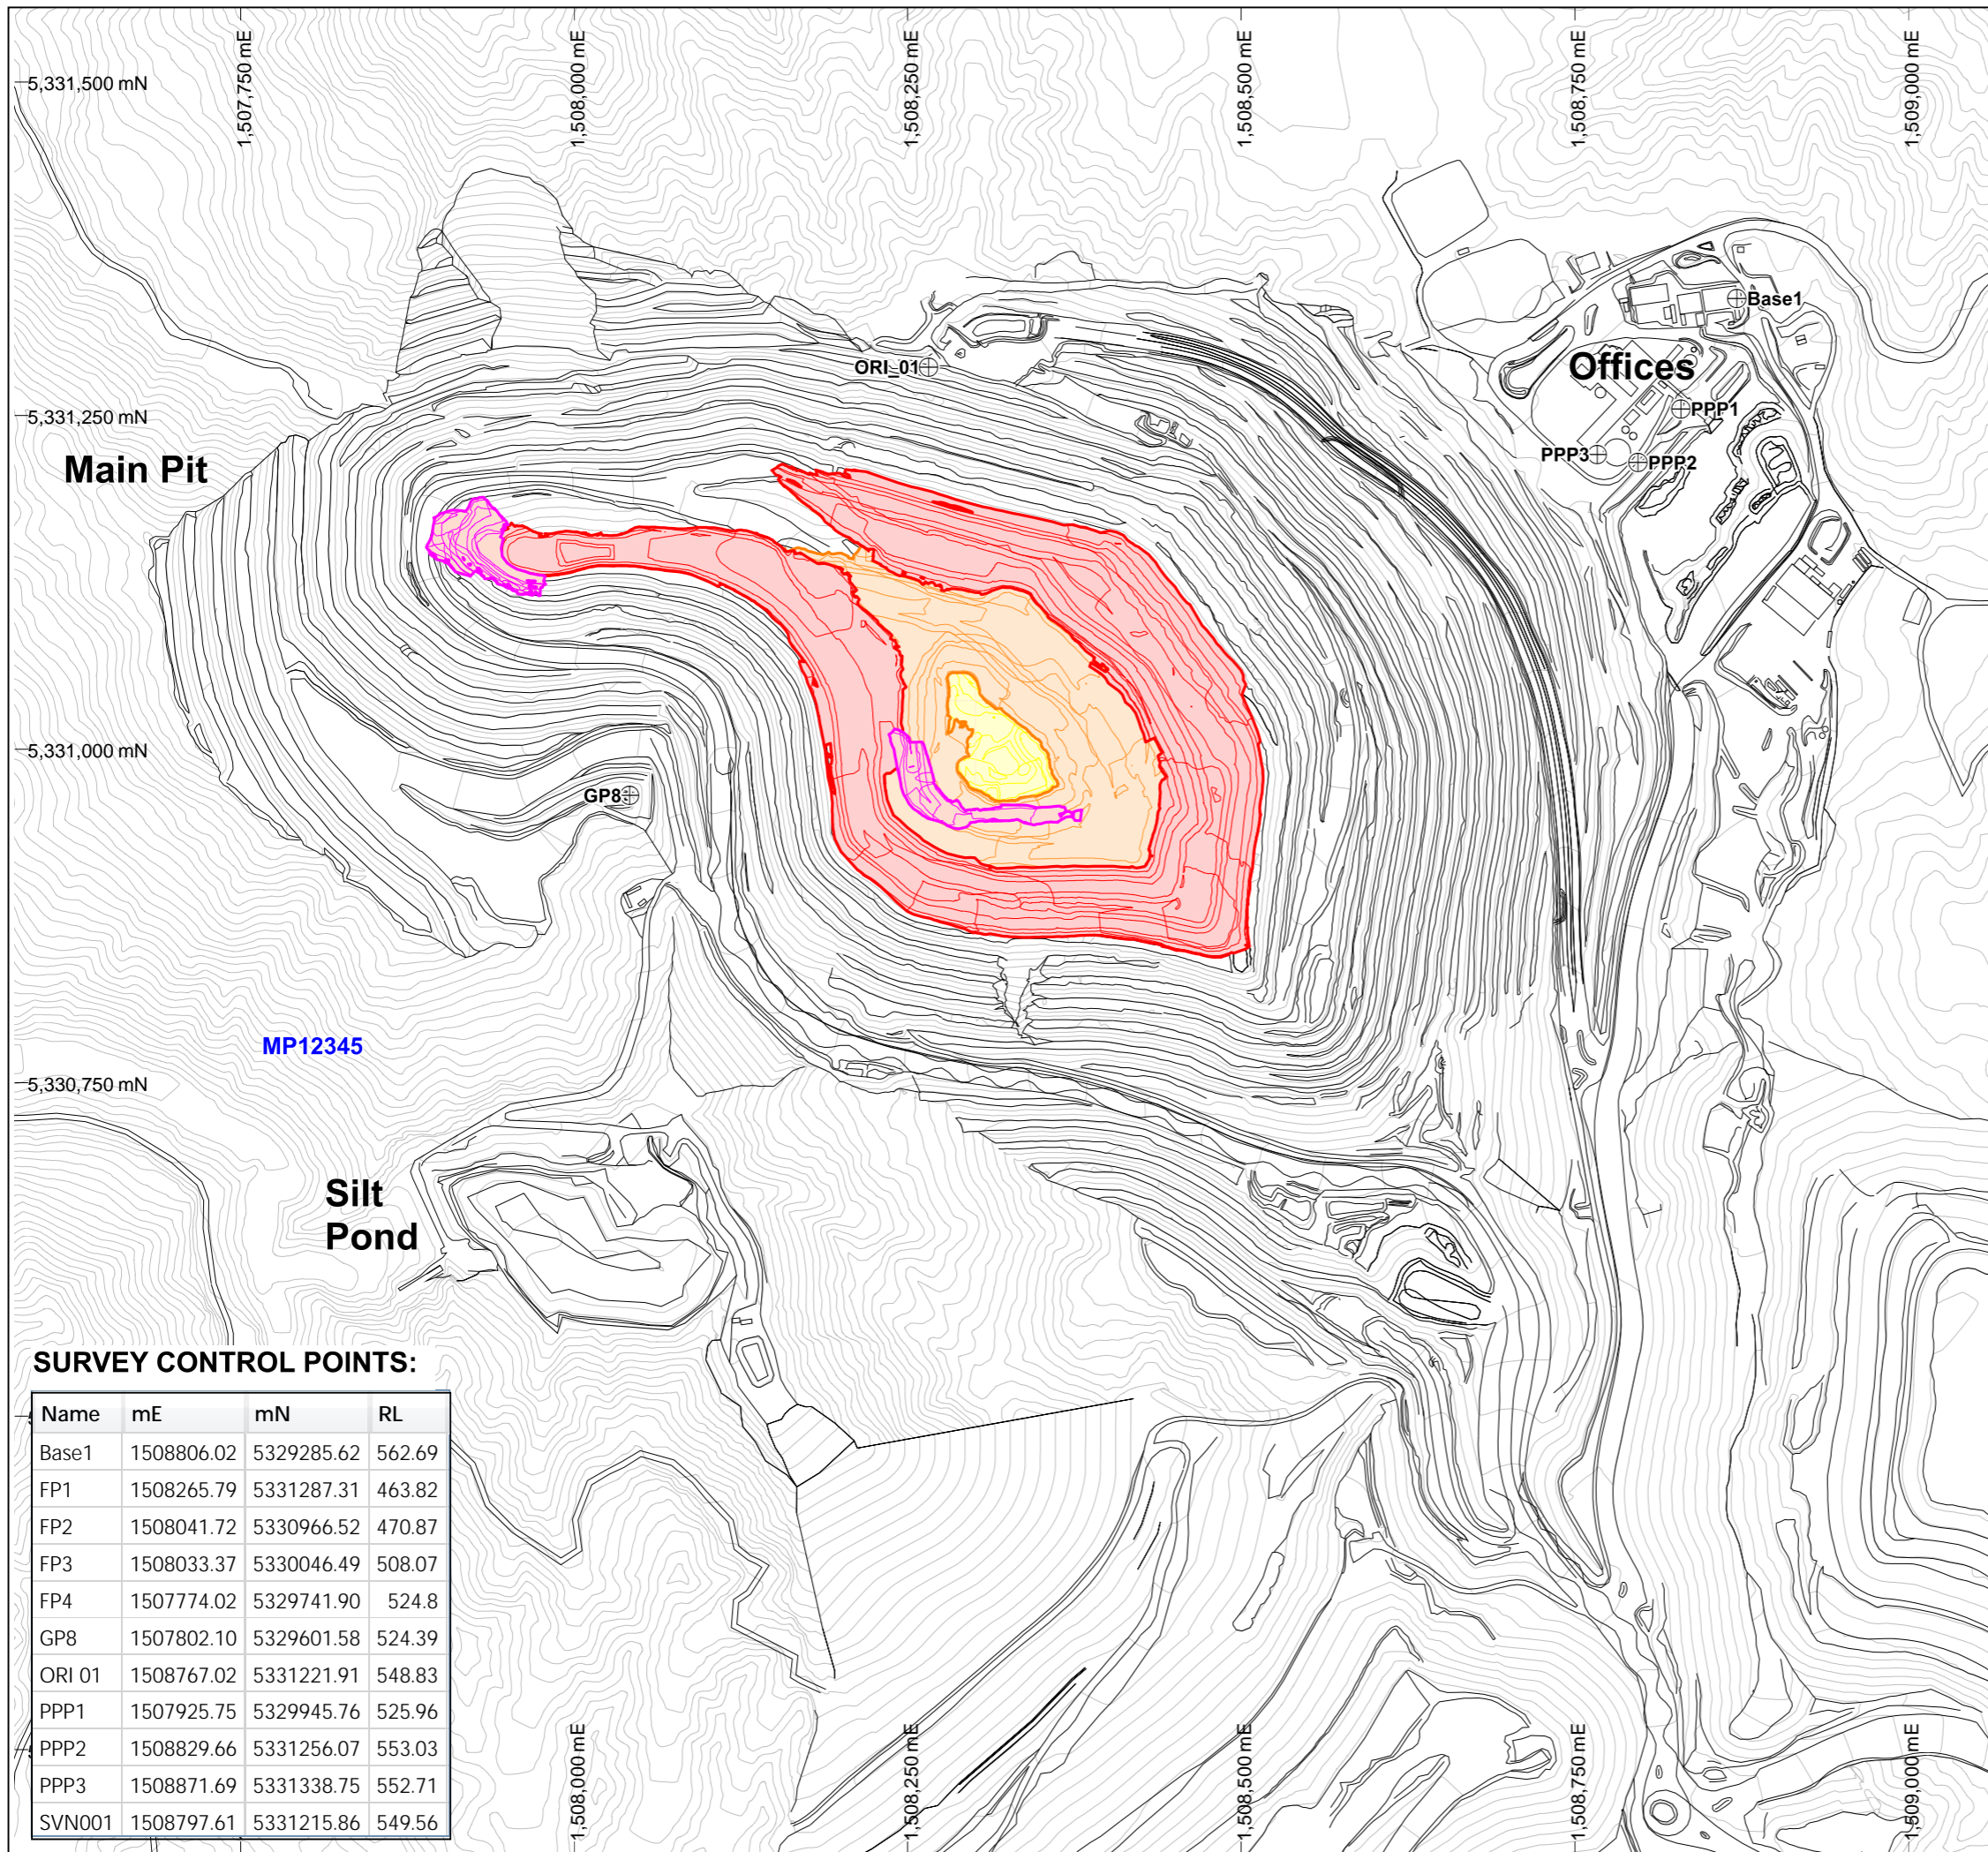 1,507,750 mE
1,508,000 mE
1,508,250 mE
1,508,500 mE
1,508,750 mE
1,509,000 mE
5,331,500 mN
Base1
ORI_01
Offices
5,331,250 mN
PPP1
Main Pit
PPP3
PPP2
5,331,000 mN
GP8
MP12345
5,330,750 mN
Silt
Pond
SURVEY CONTROL POINTS:
Name mE mN RL
Base1 1508806.02 5329285.62 562.69
FP1 1508265.79 5331287.31 463.82
FP2 1508041.72 5330966.52 470.87
FP3 1508033.37 5330046.49 508.07
FP4 1507774.02 5329741.90 524.8
GP8 1507802.10 5329601.58 524.39
ORI 01 1508767.02 5331221.91 548.83
PPP1 1507925.75 5329945.76 525.96
PPP2 1508829.66 5331256.07 553.03
PPP3 1508871.69 5331338.75 552.71
SVN001 1508797.61 5331215.86 549.56
1,508,000 mE
1,508,250 mE
1,508,500 mE
1,508,750 mE
1,509,000 mE